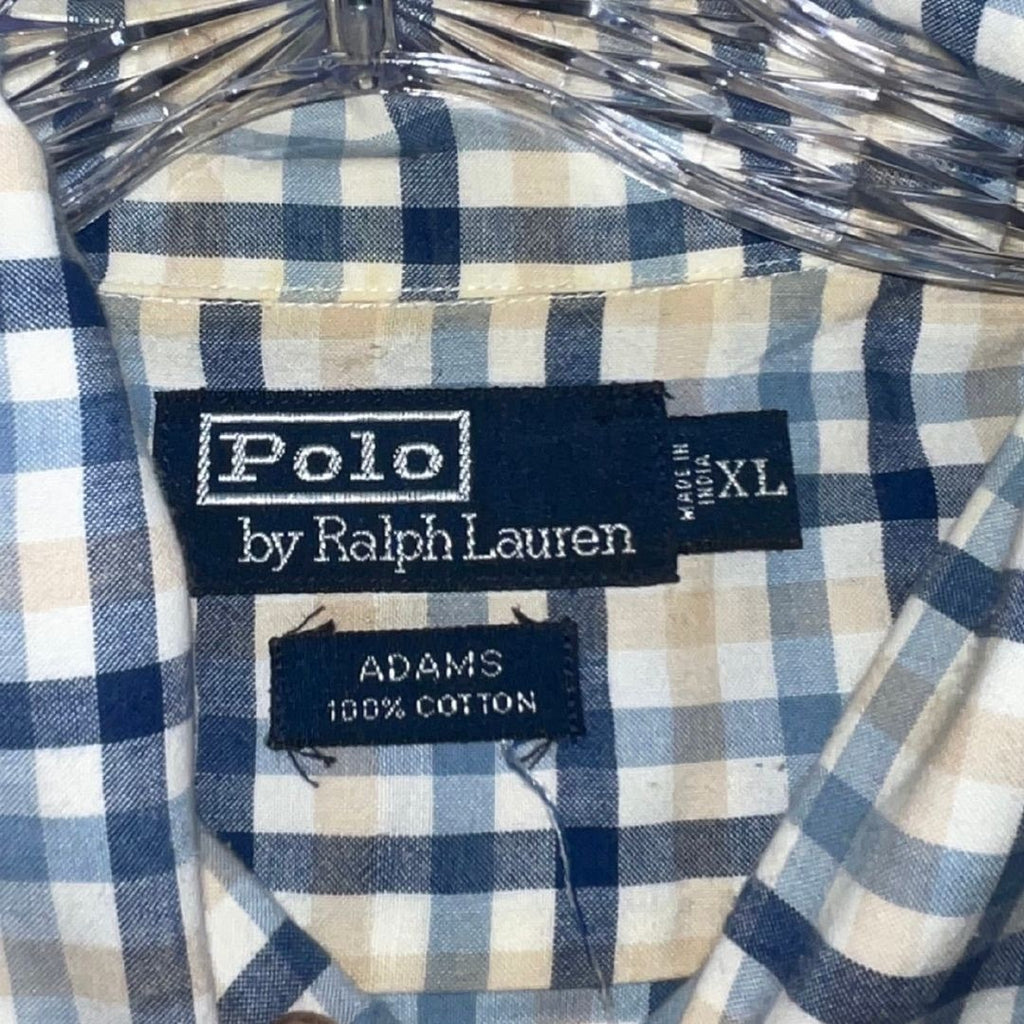 Polo
by Ralph Lauren
MADE IN
INDIA
XL
ADAMS
100% COTTON